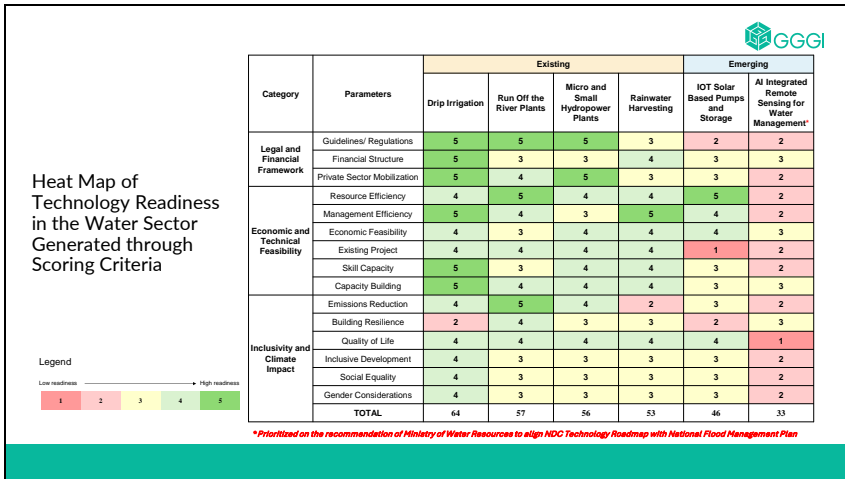 GGGI
Heat Map of
Technology Readiness
in the Water Sector
Generated through
Scoring Criteria
Legend
Low readiness High readiness
1 2 3 4 5
Category Parameters Existing Emerging
Drip Irrigation Run Off the River Plants Micro and Small Hydropower Plants Rainwater Harvesting IOT Solar Based Pumps and Storage AI Integrated Remote Sensing for Water Management*
Legal and Financial Framework
Guidelines/ Regulations 5 5 5 3 2 2
Financial Structure 5 3 3 4 3 3
Private Sector Mobilization 5 4 5 3 3 2
Economic and Technical Feasibility
Resource Efficiency 4 5 4 4 5 2
Management Efficiency 5 4 3 5 4 2
Economic Feasibility 4 3 4 4 4 3
Existing Project 4 4 4 4 1 2
Skill Capacity 5 3 4 4 3 2
Capacity Building 5 4 4 4 3 3
Inclusivity and Climate Impact
Emissions Reduction 4 5 4 2 3 2
Building Resilience 2 4 3 3 2 3
Quality of Life 4 4 4 4 4 1
Inclusive Development 4 3 3 3 3 2
Social Equality 4 3 3 3 3 2
Gender Considerations 4 3 3 3 3 2
TOTAL 64 57 56 53 46 33
*Prioritized on the recommendation of Ministry of Water Resources to align NDC Technology Roadmap with National Flood Management Plan